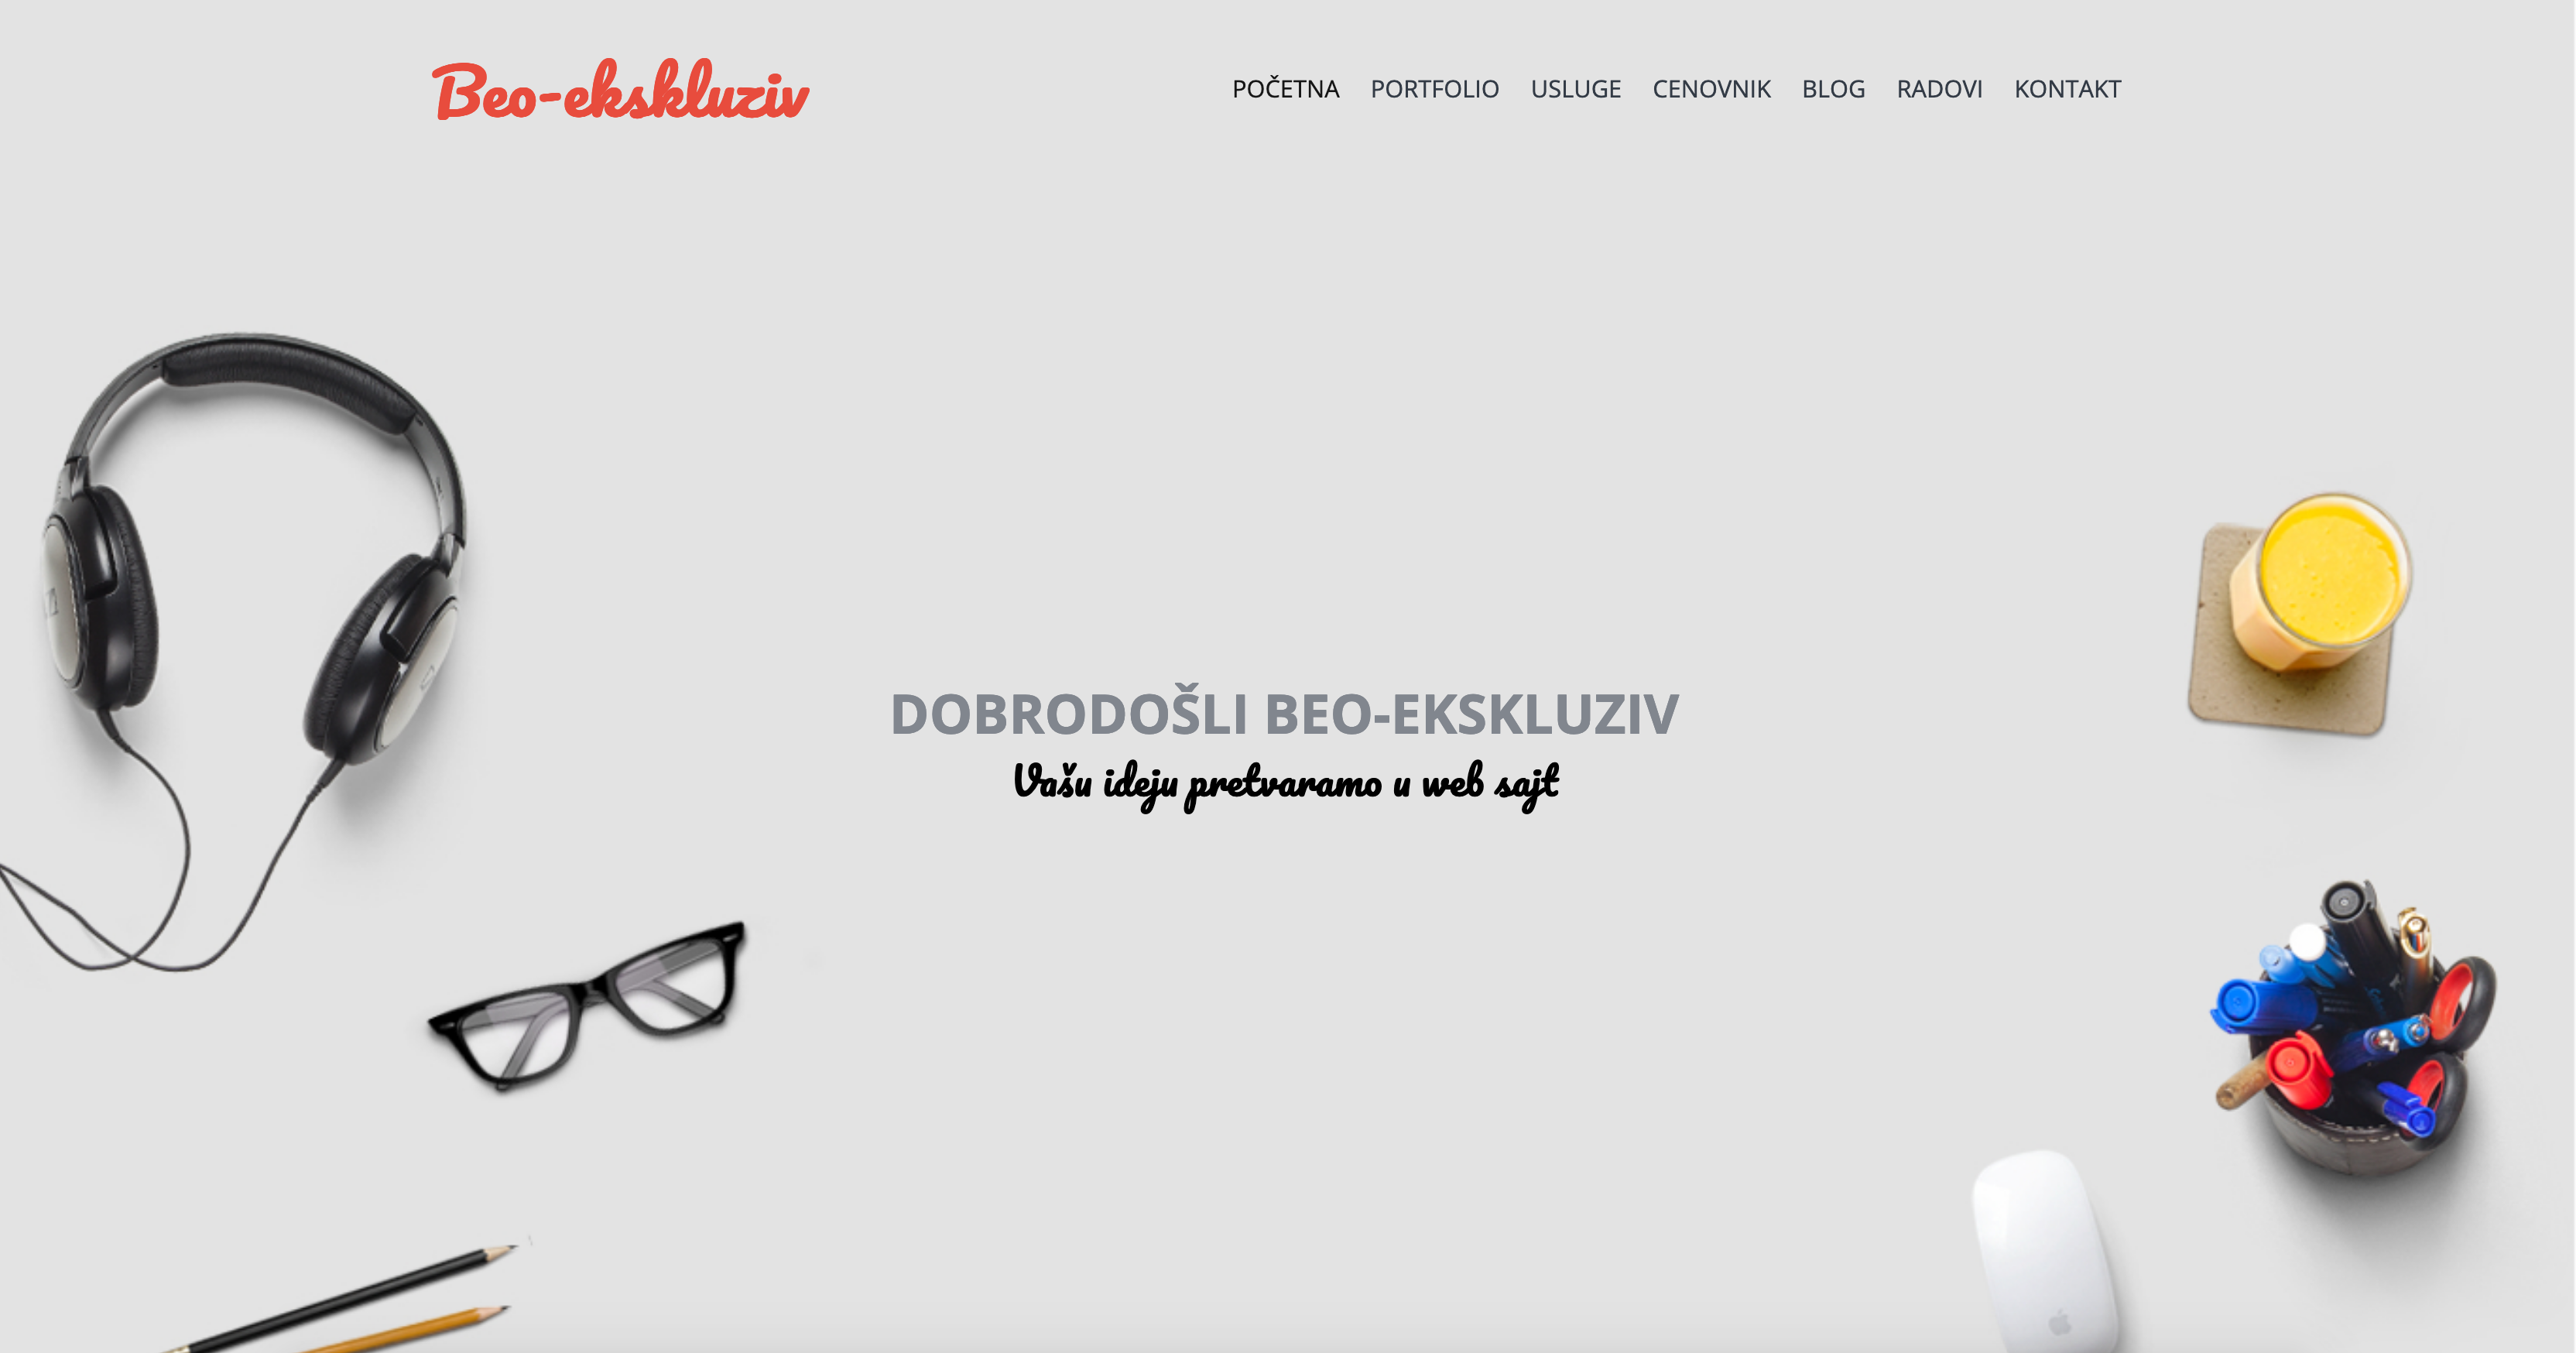 Beo-ekskluziv
POČETNA PORTFOLIO USLUGE CENOVNIK BLOG RADOVI KONTAKT
DOBRODOŠLI BEO-EKSKLUZIV
Vašu ideju pretvaramo u web sajt